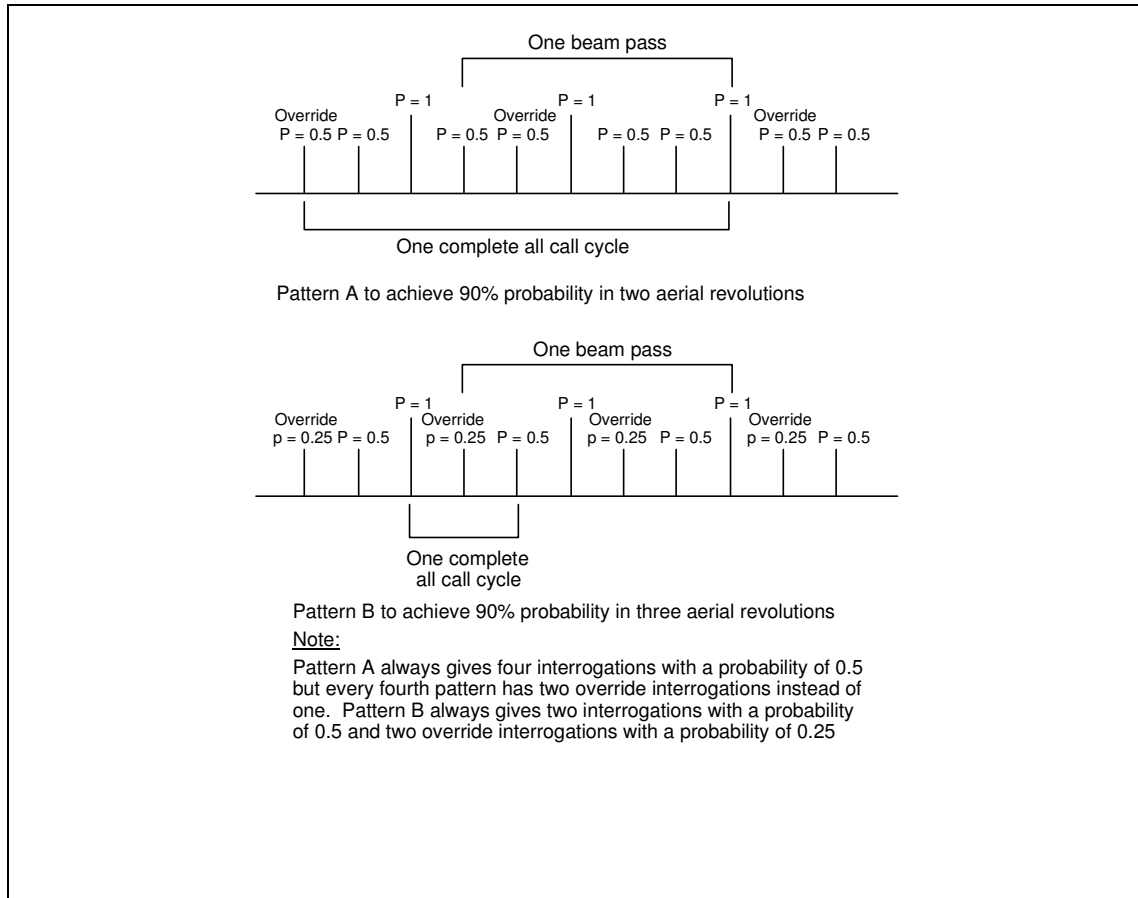 One beam pass
P = 1 P = 1 P = 1
Override Override Override
P = 0.5 P = 0.5 P = 0.5 P = 0.5 P = 0.5 P = 0.5 P = 0.5 P = 0.5
One complete all call cycle
Pattern A to achieve 90% probability in two aerial revolutions
One beam pass
P = 1 P = 1 P = 1
Override Override Override Override
p = 0.25 P = 0.5 p = 0.25 P = 0.5 p = 0.25 P = 0.5 p = 0.25 P = 0.5
One complete
all call cycle
Pattern B to achieve 90% probability in three aerial revolutions
Note:
Pattern A always gives four interrogations with a probability of 0.5
but every fourth pattern has two override interrogations instead of
one. Pattern B always gives two interrogations with a probability
of 0.5 and two override interrogations with a probability of 0.25